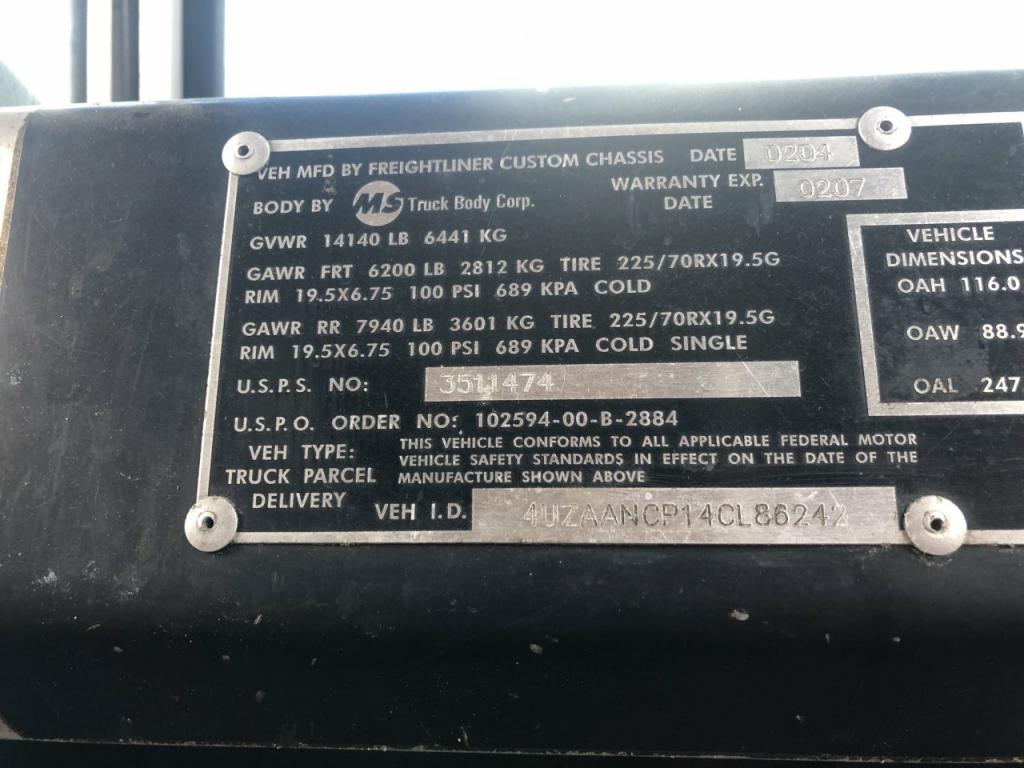 VEH MFD BY FREIGHTLINER CUSTOM CHASSIS DATE 0204
WARRANTY EXP. DATE 0207
BODY BY MS Truck Body Corp.
GVWR 14140 LB 6441 KG
GAWR FRT 6200 LB 2812 KG TIRE 225/70RX19.5G
RIM 19.5X6.75 100 PSI 689 KPA COLD
GAWR RR 7940 LB 3601 KG TIRE 225/70RX19.5G
RIM 19.5X6.75 100 PSI 689 KPA COLD SINGLE
U.S.P.S. NO: 3511474
U.S.P.O. ORDER NO: 102594-00-B-2884
VEH TYPE:
TRUCK PARCEL
DELIVERY
THIS VEHICLE CONFORMS TO ALL APPLICABLE FEDERAL MOTOR
VEHICLE SAFETY STANDARDS IN EFFECT ON THE DATE OF THE
MANUFACTURE SHOWN ABOVE
VEH I.D. 4UZAANCP14CL86242
VEHICLE
DIMENSIONS
OAH 116.0
OAW 88.9
OAL 247